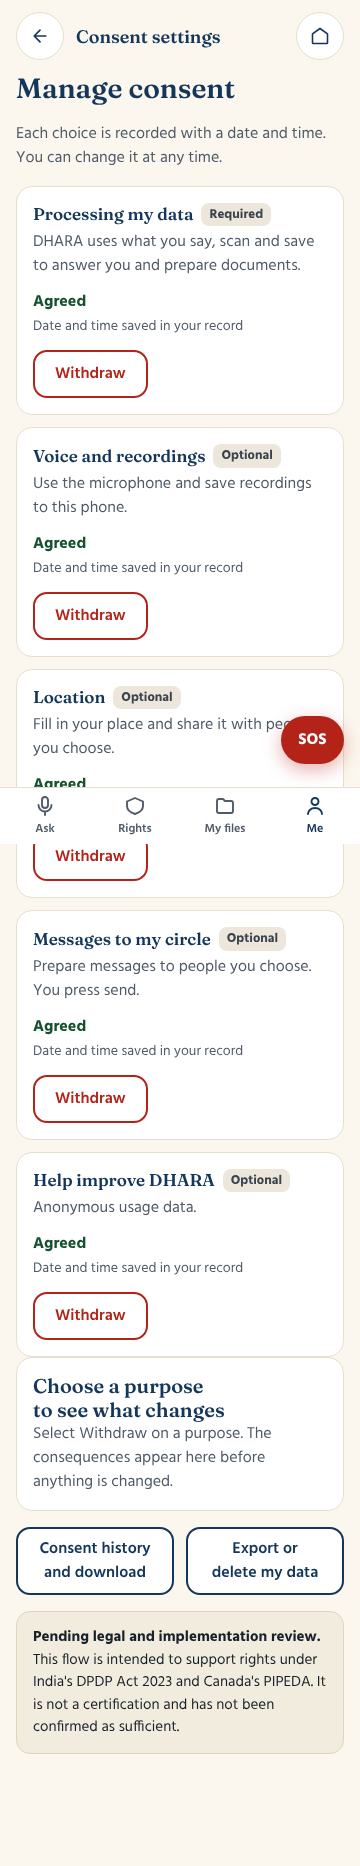 Consent settings
Manage consent
Each choice is recorded with a date and time.
You can change it at any time.
Processing my data Required
DHARA uses what you say, scan and save
to answer you and prepare documents.
Agreed
Date and time saved in your record
Withdraw
Voice and recordings Optional
Use the microphone and save recordings
to this phone.
Agreed
Date and time saved in your record
Withdraw
Location Optional
Fill in your place and share it with
you choose.
SOS
Agreed
Ask Rights My files Me
Withdraw
Messages to my circle Optional
Prepare messages to people you choose.
You press send.
Agreed
Date and time saved in your record
Withdraw
Help improve DHARA Optional
Anonymous usage data.
Agreed
Date and time saved in your record
Withdraw
Choose a purpose
to see what changes
Select Withdraw on a purpose. The
consequences appear here before
anything is changed.
Consent history
and download
Export or
delete my data
Pending legal and implementation review.
This flow is intended to support rights under
India's DPDP Act 2023 and Canada's PIPEDA. It
is not a certification and has not been
confirmed as sufficient.